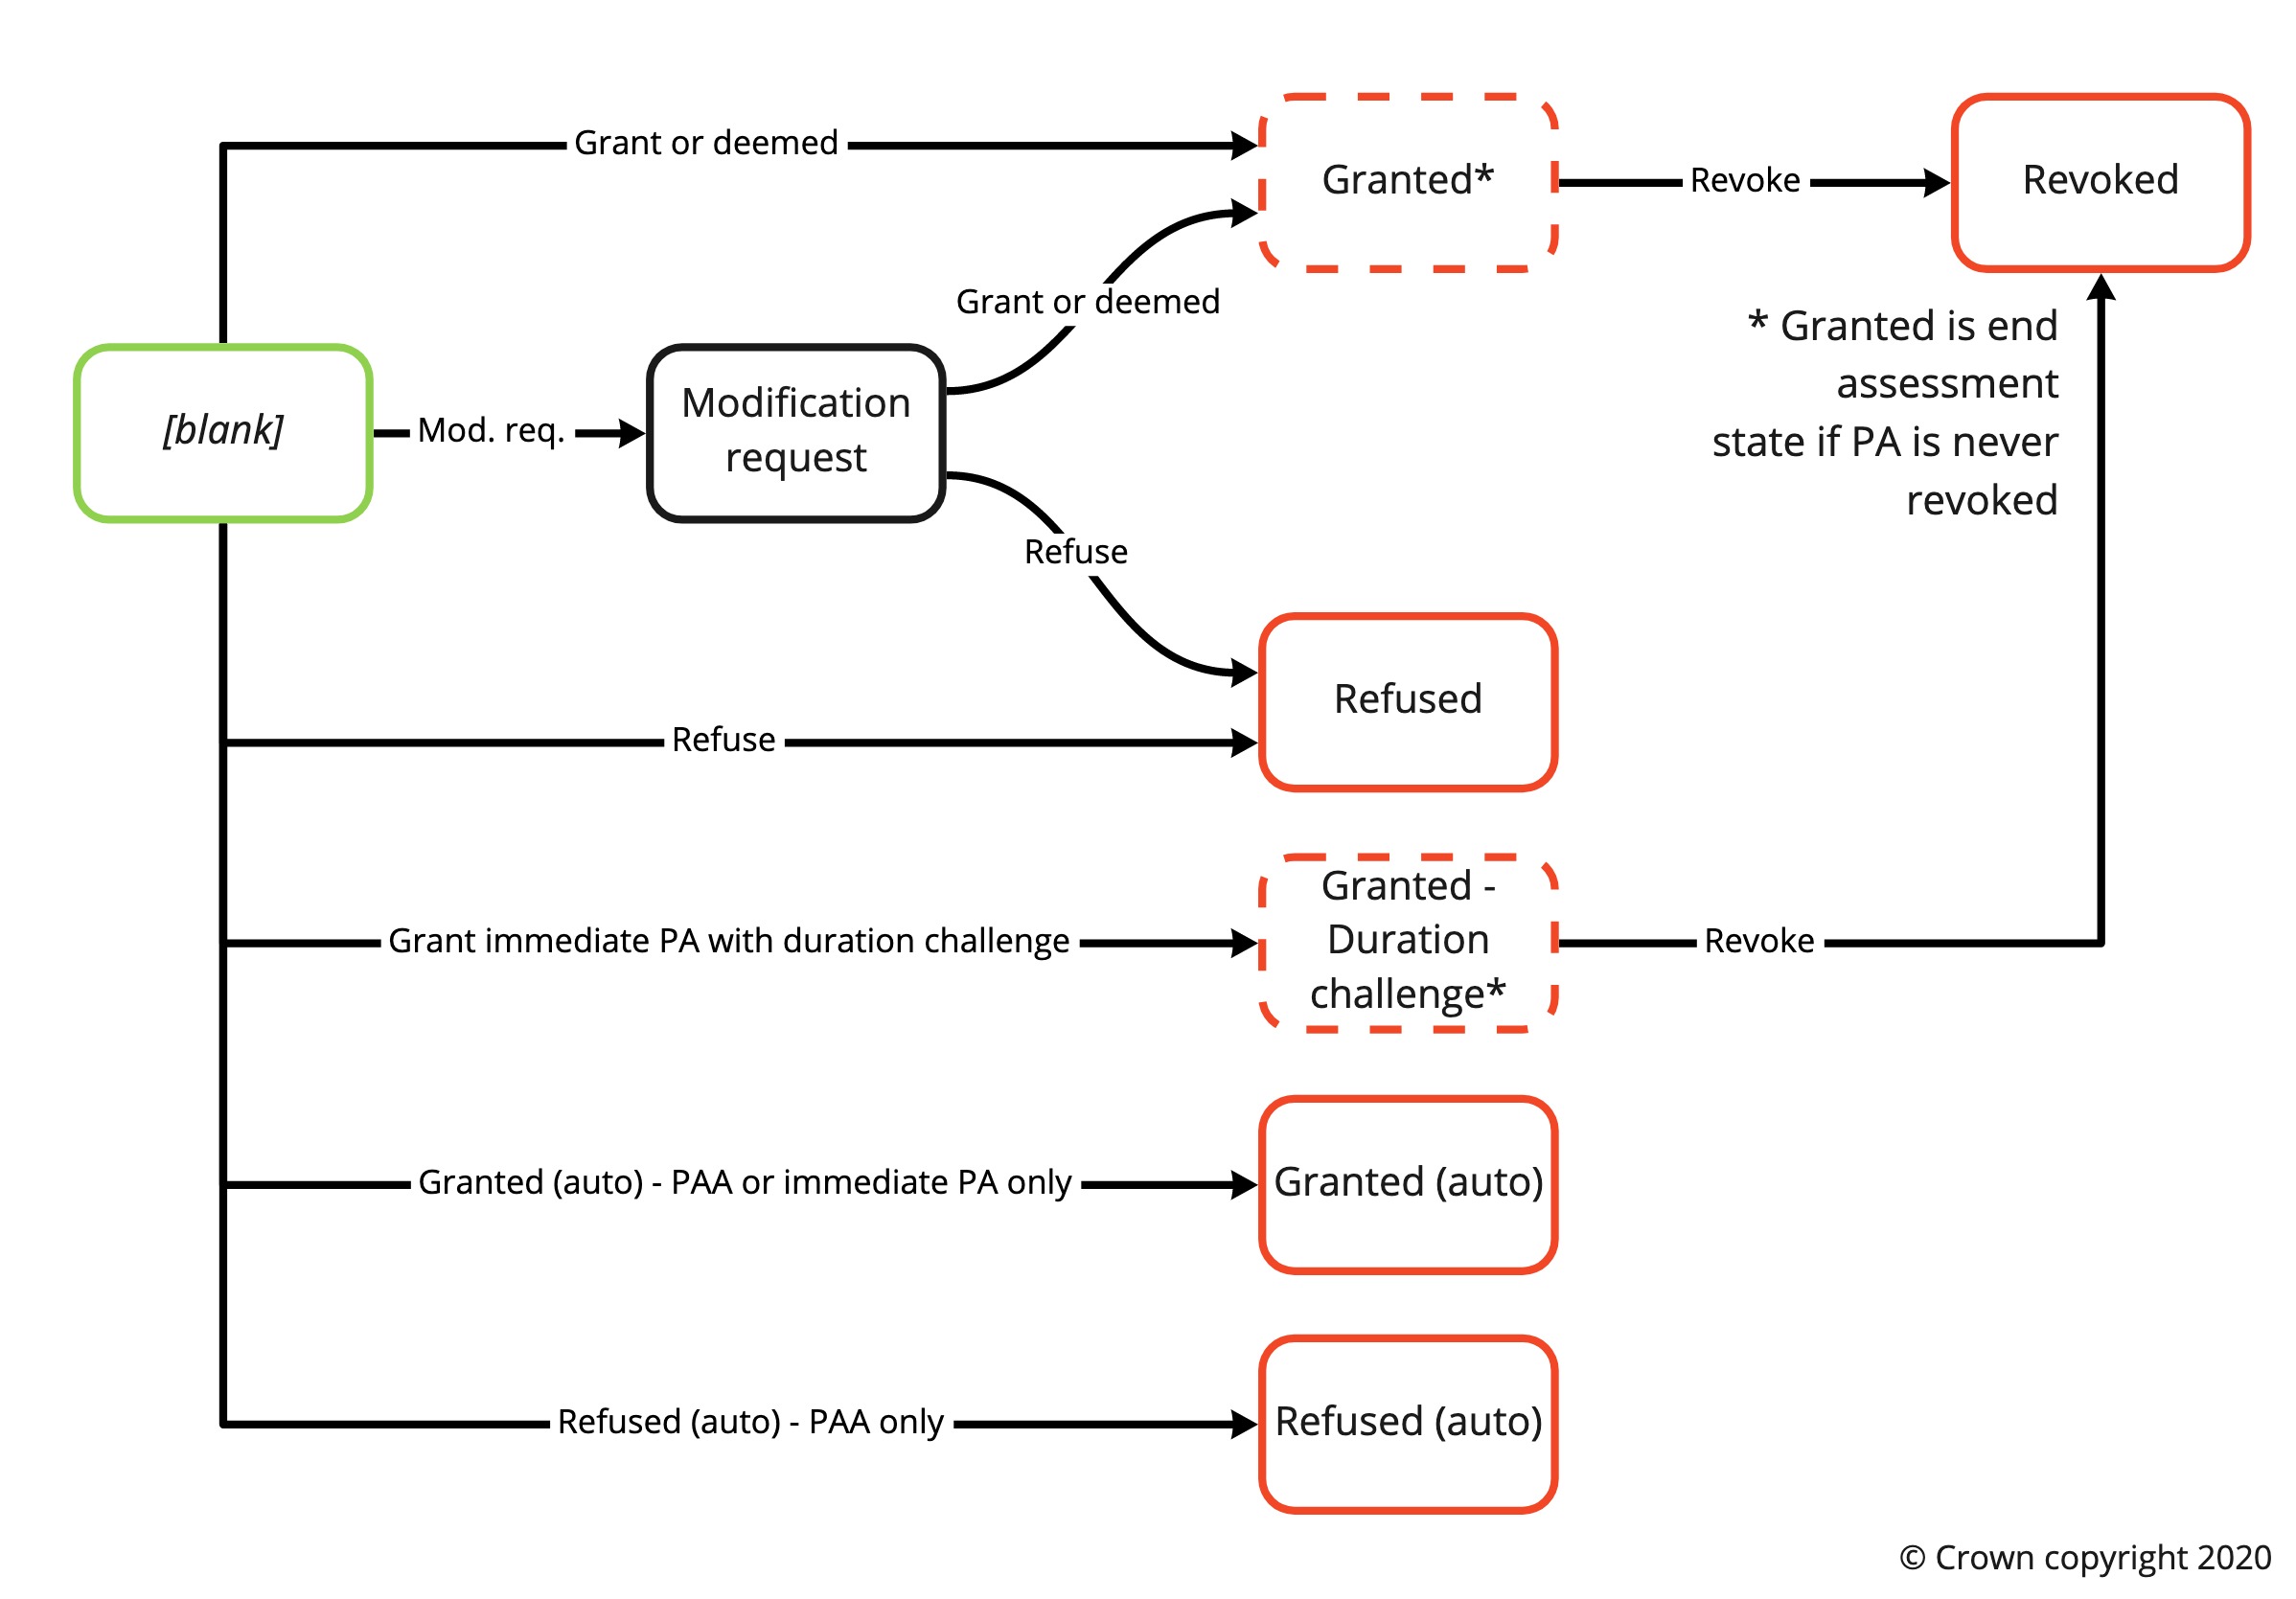 Grant or deemed
Granted*
Revoke
Revoked
Grant or deemed
* Granted is end
assessment
state if PA is never
revoked
[blank]
Mod. req.
Modification
request
Refuse
Refused
Refuse
Granted -
Duration
challenge*
Grant immediate PA with duration challenge
Revoke
Granted (auto) - PAA or immediate PA only
Granted (auto)
Refused (auto) - PAA only
Refused (auto)
© Crown copyright 2020